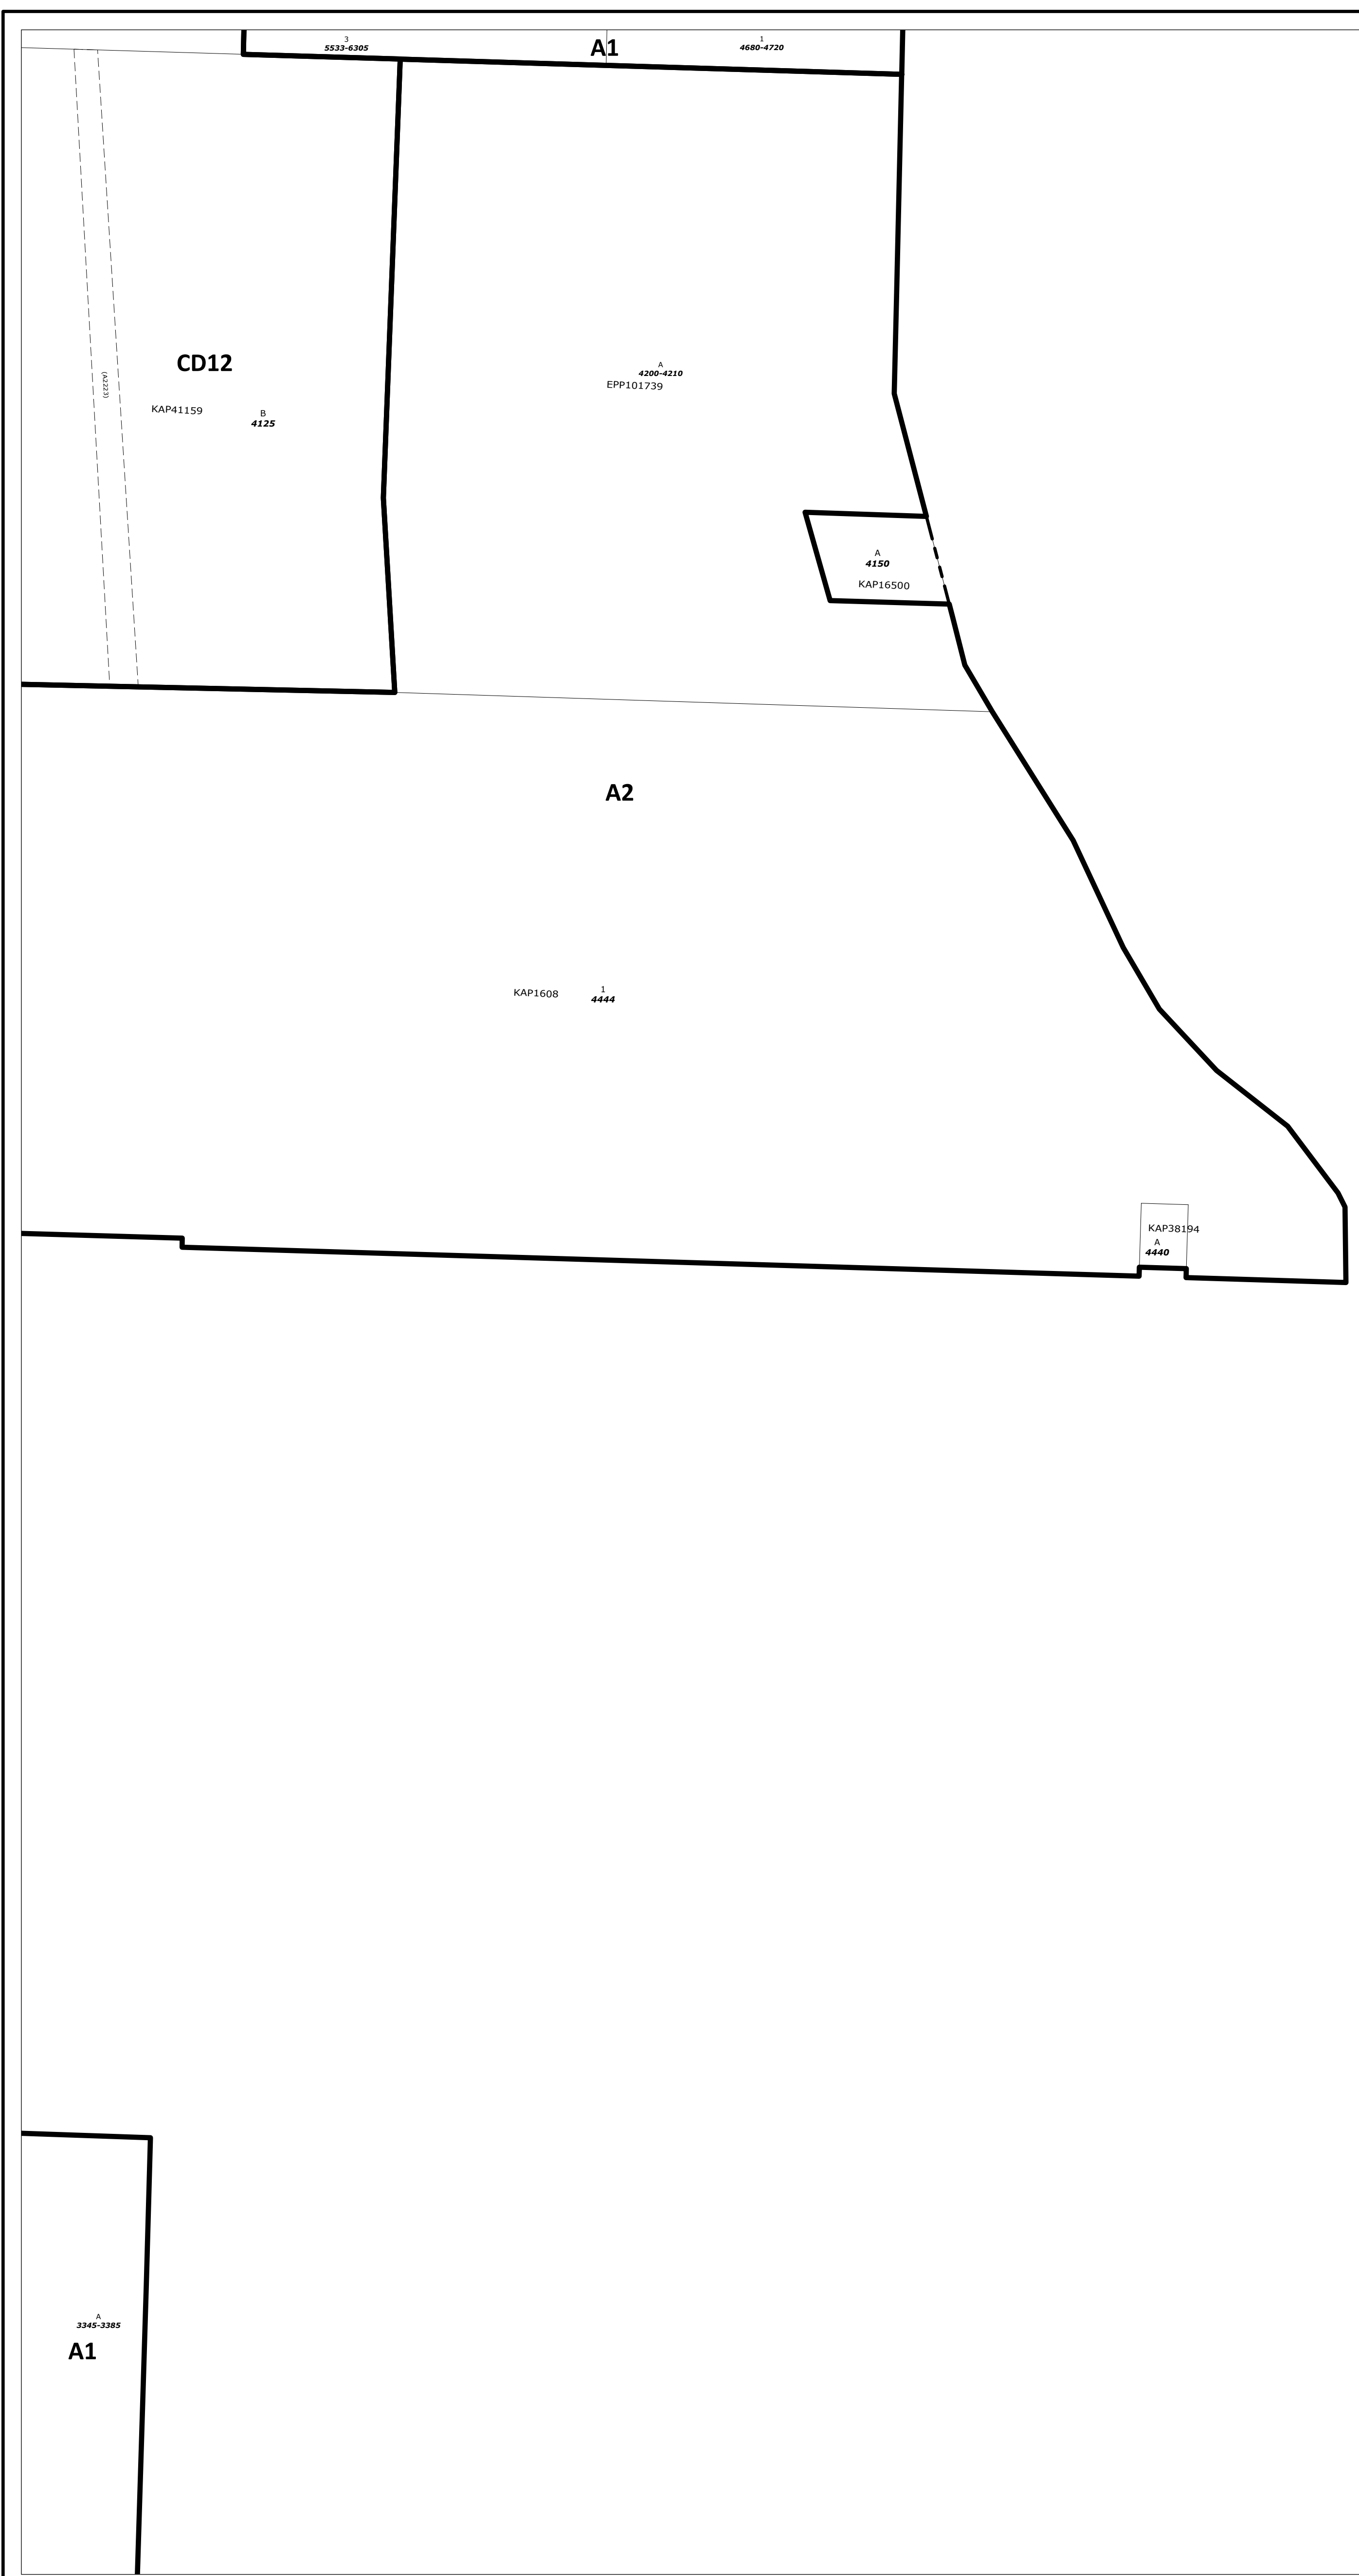 3
5533-6305
A1
1
4680-4720
CD12
(A2223)
KAP41159
B
4125
A
4200-4210
EPP101739
A
4150
KAP16500
A2
KAP1608
1
4444
KAP38194
A
4440
A
3345-3385
A1